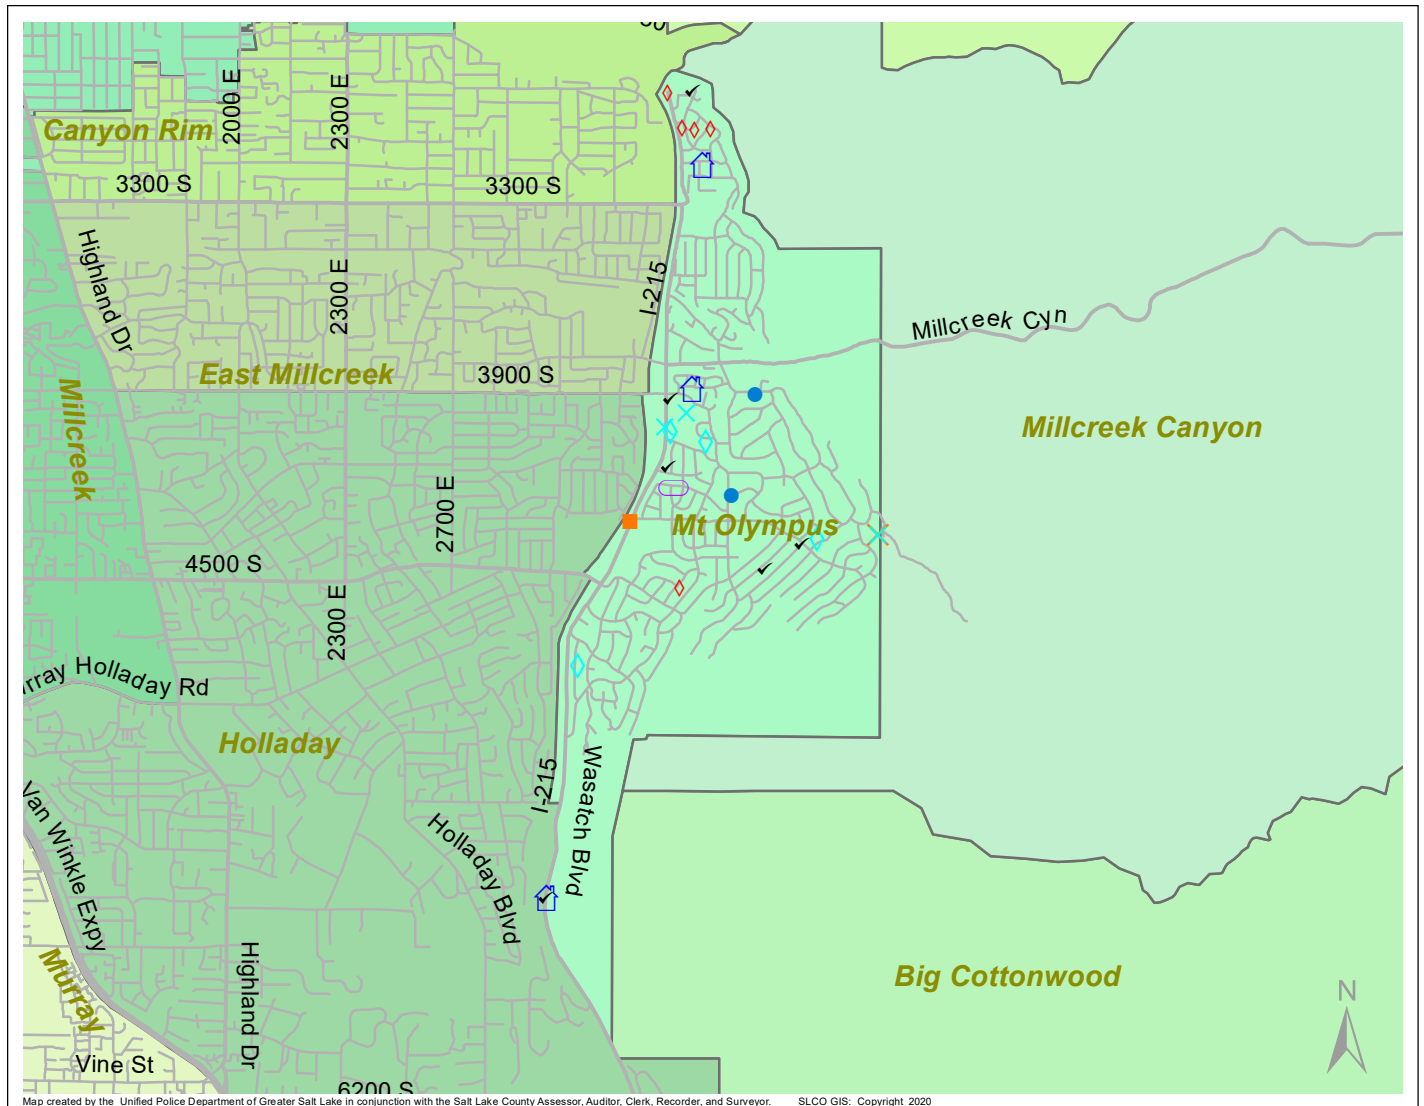 2000 E
2300 E
Canyon Rim
3300 S
3300 S
Highland Dr
2300 E
I-215
Millcreek Cyn
East Millcreek
3900 S
Millcreek
Millcreek Canyon
2700 E
Mt Olympus
4500 S
2300 E
rray Holladay Rd
Holladay
I-215
Wasatch Blvd
Van Winkle Expy
Holladay Blvd
Murray
Highland Dr
Big Cottonwood
N
Vine St
6200 S
Map created by the Unified Police Department of Greater Salt Lake in conjunction with the Salt Lake County Assessor, Auditor, Clerk, Recorder, and Surveyor. SLCO GIS: Copyright 2020